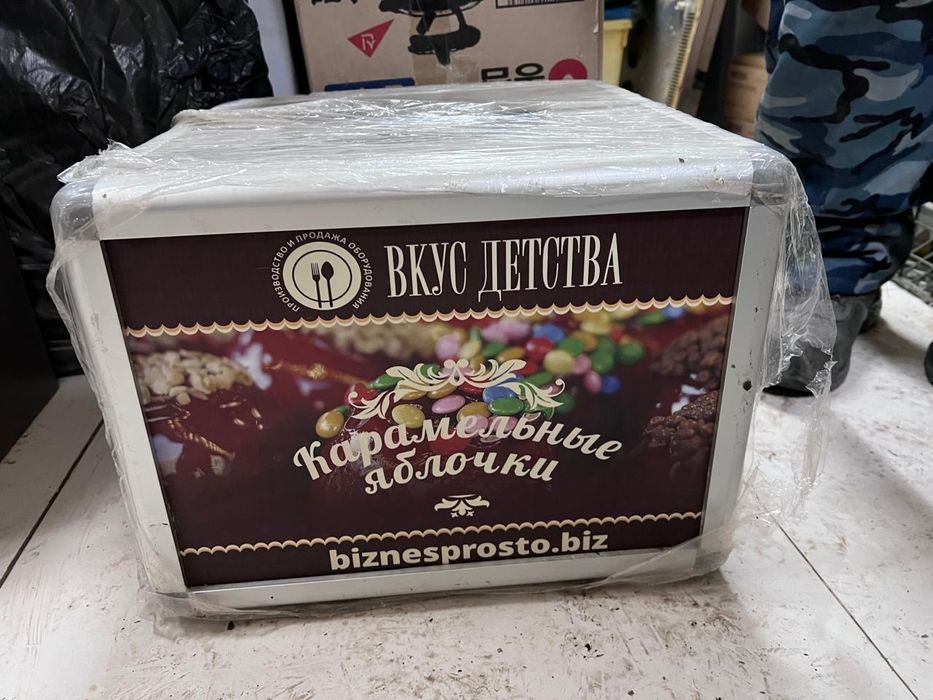 ПРОИЗВОДСТВО И ПРОДАЖА ОБОРУДОВАНИЯ
ВКУС ДЕТСТВА
Карамельные
яблочки
biznesprosto.biz